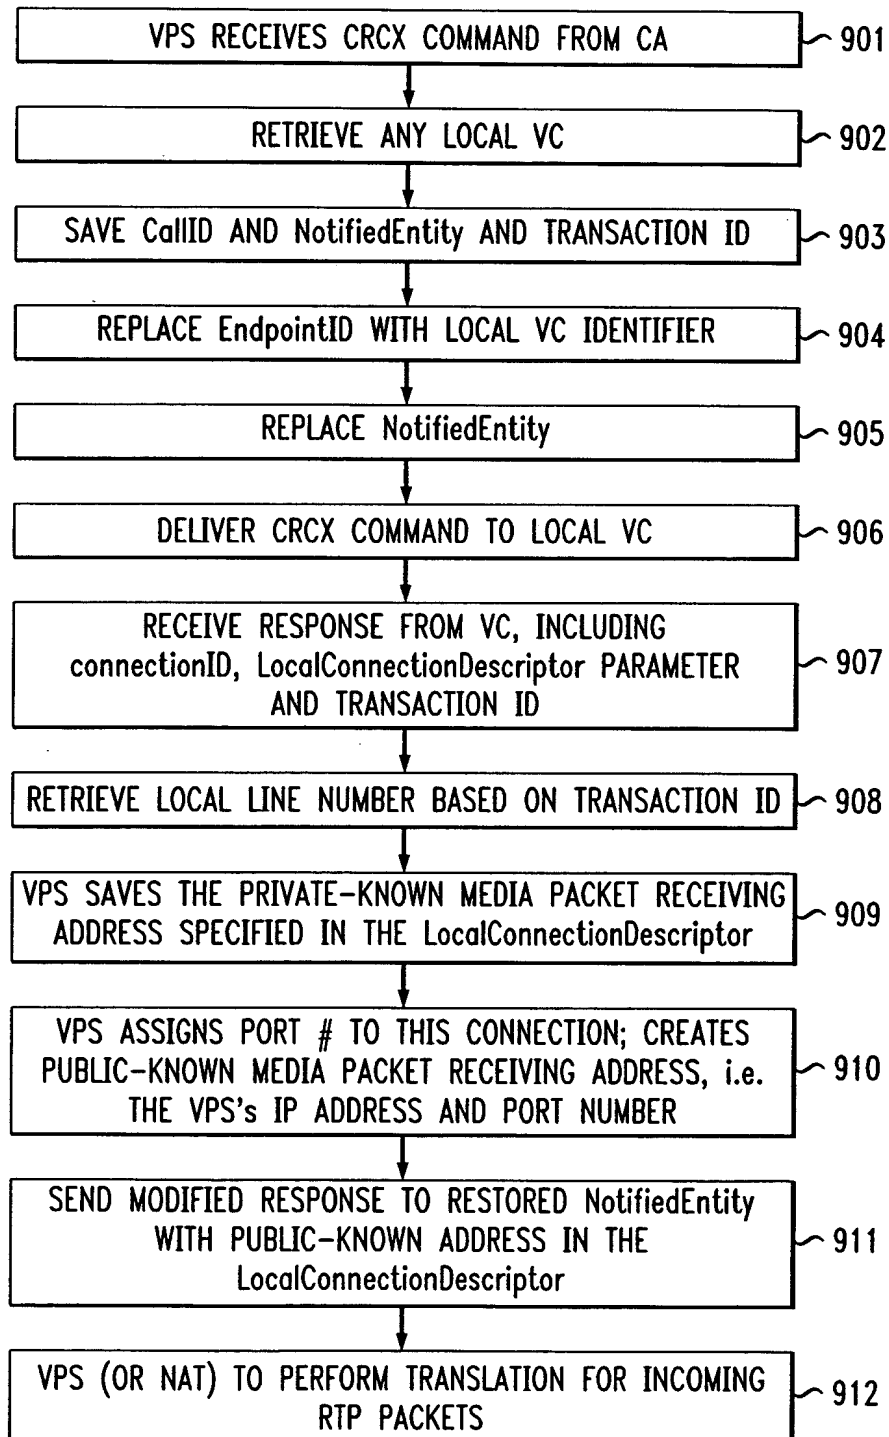 VPS RECEIVES CRCX COMMAND FROM CA
901
RETRIEVE ANY LOCAL VC
902
SAVE CallID AND NotifiedEntity AND TRANSACTION ID
903
REPLACE EndpointID WITH LOCAL VC IDENTIFIER
904
REPLACE NotifiedEntity
905
DELIVER CRCX COMMAND TO LOCAL VC
906
RECEIVE RESPONSE FROM VC, INCLUDING
connectionID, LocalConnectionDescriptor PARAMETER
AND TRANSACTION ID
907
RETRIEVE LOCAL LINE NUMBER BASED ON TRANSACTION ID
908
VPS SAVES THE PRIVATE-KNOWN MEDIA PACKET RECEIVING
ADDRESS SPECIFIED IN THE LocalConnectionDescriptor
909
VPS ASSIGNS PORT # TO THIS CONNECTION; CREATES
PUBLIC-KNOWN MEDIA PACKET RECEIVING ADDRESS, i.e.
THE VPS's IP ADDRESS AND PORT NUMBER
910
SEND MODIFIED RESPONSE TO RESTORED NotifiedEntity
WITH PUBLIC-KNOWN ADDRESS IN THE
LocalConnectionDescriptor
911
VPS (OR NAT) TO PERFORM TRANSLATION FOR INCOMING
RTP PACKETS
912